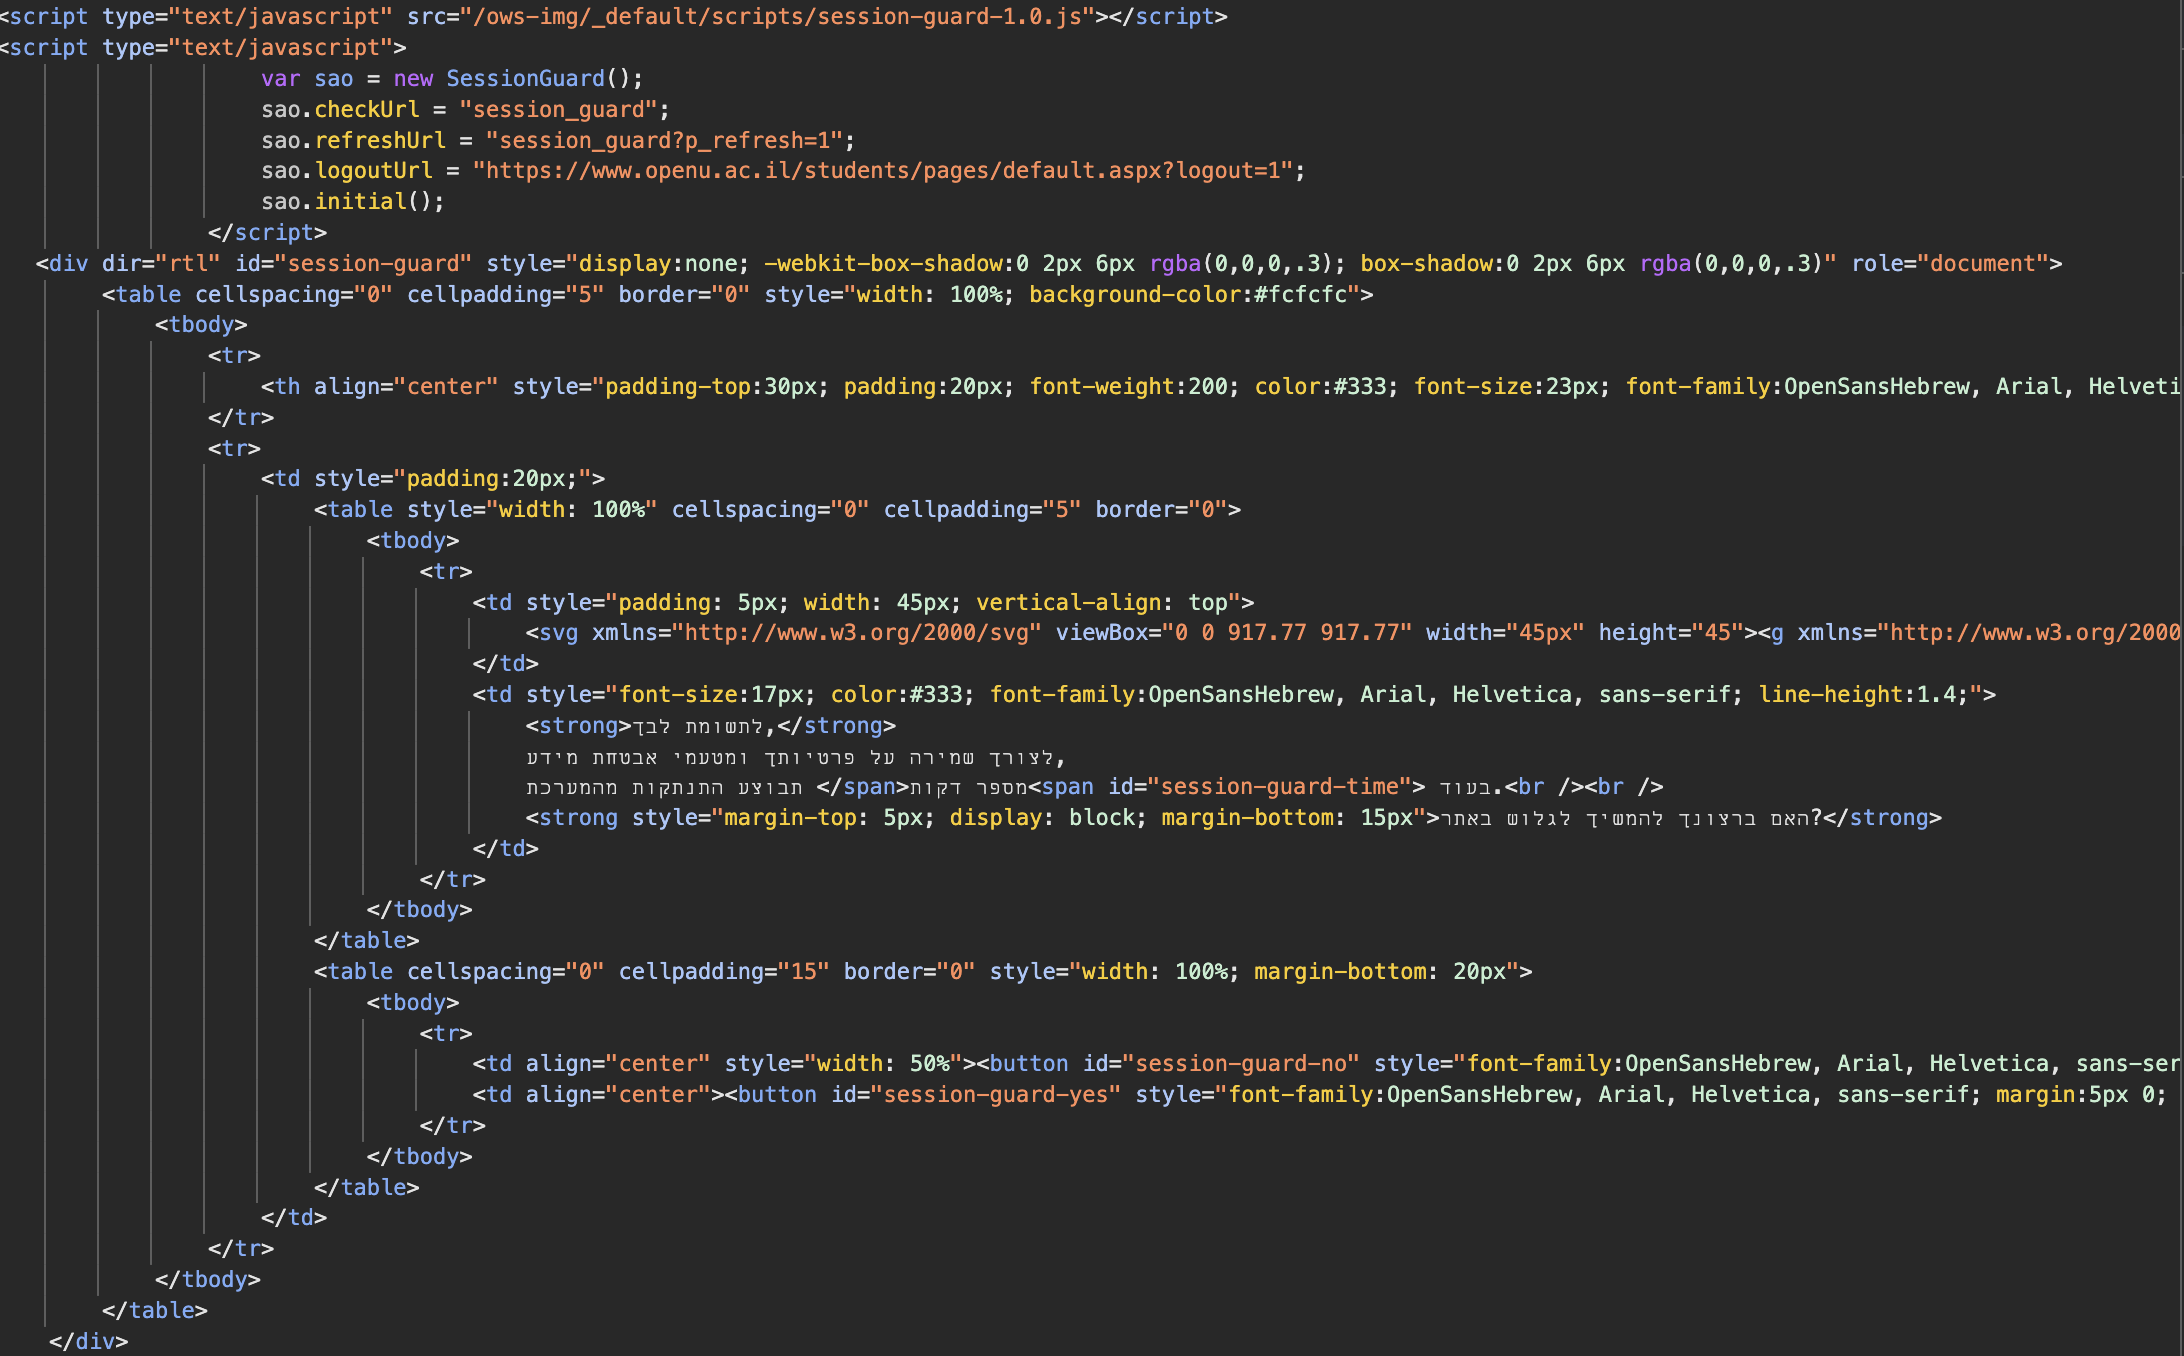 <script type="text/javascript" src="/ows-img/_default/scripts/session-guard-1.0.js"></script>
<script type="text/javascript">
var sao = new SessionGuard();
sao.checkUrl = "session_guard";
sao.refreshUrl = "session_guard?p_refresh=1";
sao.logoutUrl = "https://www.openu.ac.il/students/pages/default.aspx?logout=1";
sao.initial();
</script>
<div dir="rtl" id="session-guard" style="display:none; -webkit-box-shadow:0 2px 6px rgba(0,0,0,.3); box-shadow:0 2px 6px rgba(0,0,0,.3)" role="document">
<table cellspacing="0" cellpadding="5" border="0" style="width: 100%; background-color:#fcfcfc">
<tbody>
<tr>
<th align="center" style="padding-top:30px; padding:20px; font-weight:200; color:#333; font-size:23px; font-family:OpenSansHebrew, Arial, Helveti
</tr>
<tr>
<td style="padding:20px;">
<table style="width: 100%" cellspacing="0" cellpadding="5" border="0">
<tbody>
<tr>
<td style="padding: 5px; width: 45px; vertical-align: top">
<svg xmlns="http://www.w3.org/2000/svg" viewBox="0 0 917.77 917.77" width="45px" height="45"><g xmlns="http://www.w3.org/2000
</td>
<td style="font-size:17px; color:#333; font-family:OpenSansHebrew, Arial, Helvetica, sans-serif; line-height:1.4;">
<strong>לתשומת לבך,</strong>
לצורך שמירה על פרטיותך ומטעמי אבטחת מידע,
תבוצע התנתקות מהמערכת </span>מספר דקות<span id="session-guard-time"> בעוד.<br /><br />
<strong style="margin-top: 5px; display: block; margin-bottom: 15px">האם ברצונך להמשיך לגלוש באתר?</strong>
</td>
</tr>
</tbody>
</table>
<table cellspacing="0" cellpadding="15" border="0" style="width: 100%; margin-bottom: 20px">
<tbody>
<tr>
<td align="center" style="width: 50%"><button id="session-guard-no" style="font-family:OpenSansHebrew, Arial, Helvetica, sans-ser
<td align="center"><button id="session-guard-yes" style="font-family:OpenSansHebrew, Arial, Helvetica, sans-serif; margin:5px 0;
</tr>
</tbody>
</table>
</td>
</tr>
</tbody>
</table>
</div>